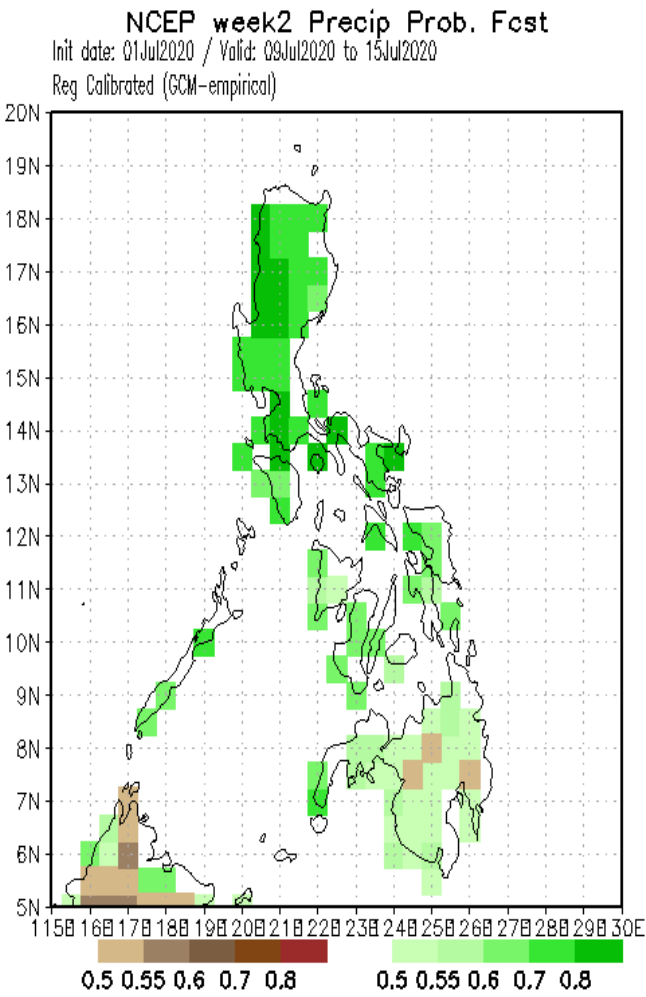 NCEP week2 Precip Prob. Fcst
Init date: 01Jul2020 / Valid: 09Jul2020 to 15Jul2020
Reg Calibrated (GCM-empirical)
20N
19N
18N
17N
16N
15N
14N
13N
12N
11N
10N
9N
8N
7N
6N
5N
115E 116E 117E 118E 119E 120E 121E 122E 123E 124E 125E 126E 127E 128E 129E 130E
0.5 0.55 0.6 0.7 0.8 0.5 0.55 0.6 0.7 0.8